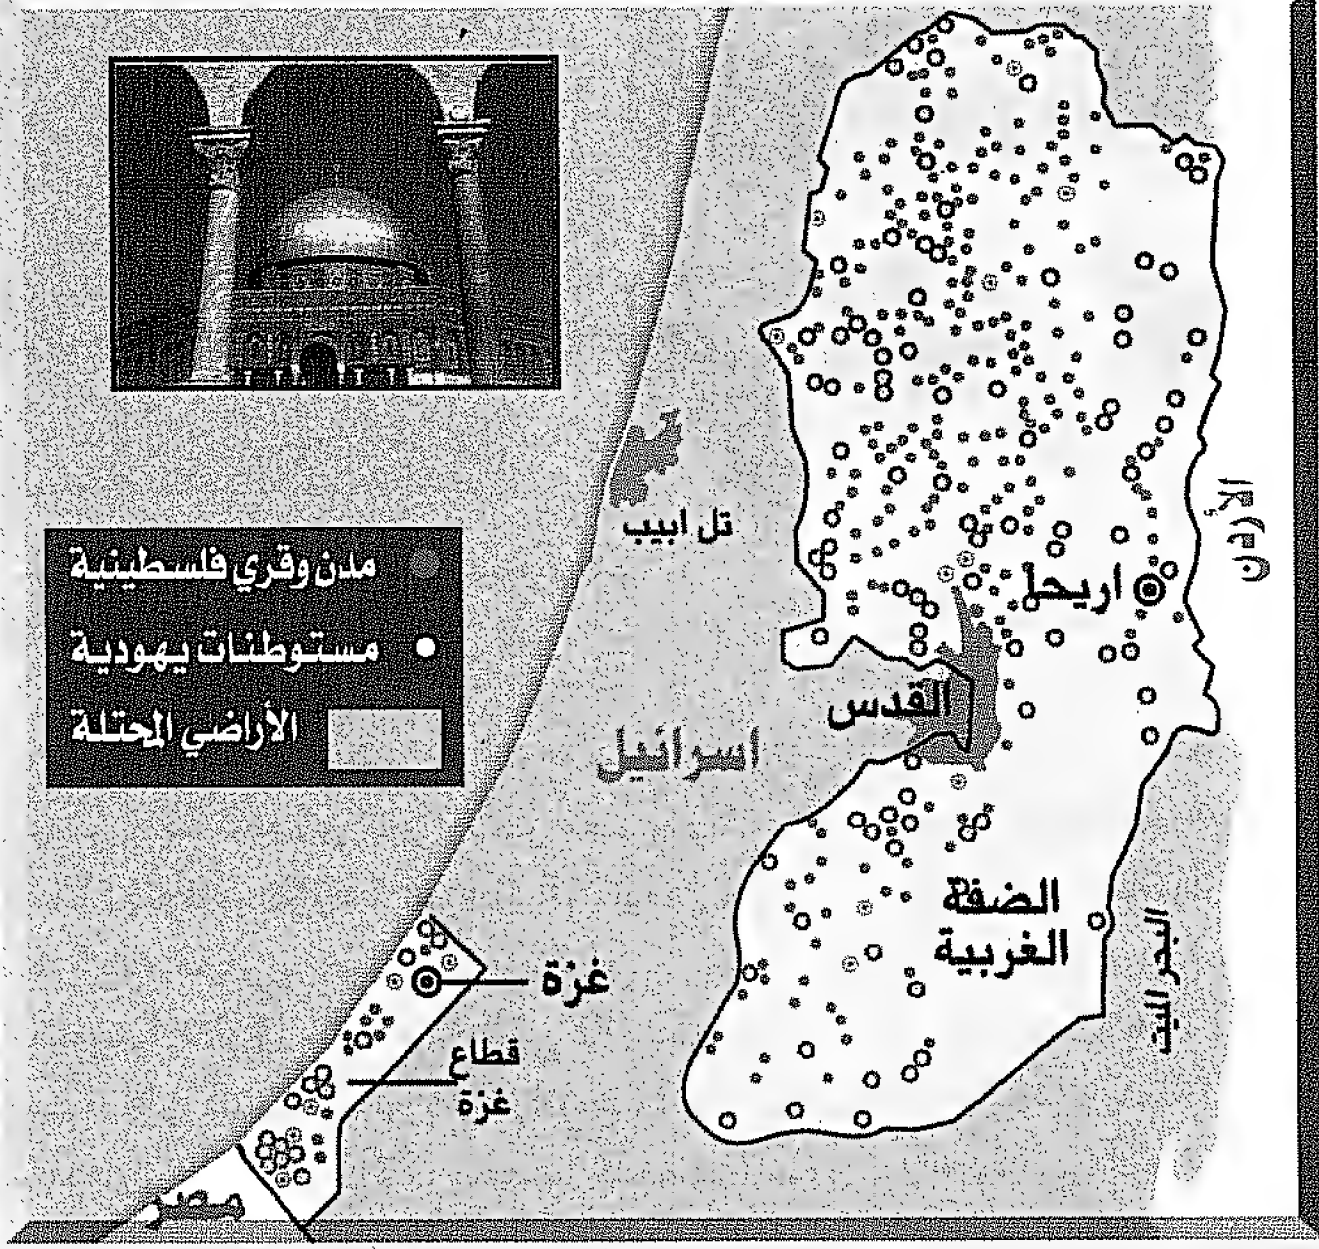 تل ابيب
مدن وقري فلسطينية
مستوطنات يهودية
الأراضي المحتلة
الأردن
اريحا
القدس
اسرائيل
الضفة
الغربية
البحر الميت
غزة
قطاع
غزة
مصر